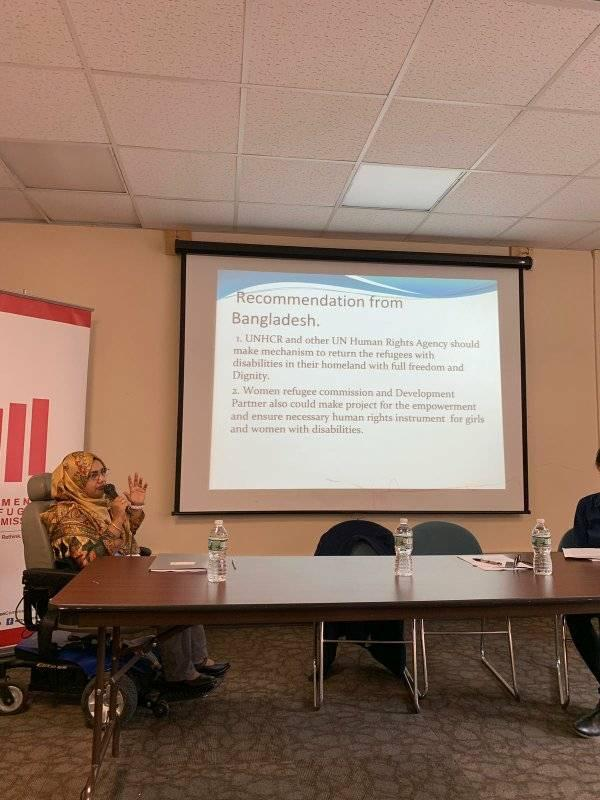 Recommendation from
Bangladesh.
1. UNHCR and other UN Human Rights Agency should
make mechanism to return the refugees with
disabilities in their homeland with full freedom and
Dignity.
2. Women refugee commission and Development
Partner also could make project for the empowerment
and ensure necessary human rights instrument for girls
and women with disabilities.
MEN
FUG
MISS
Rethink